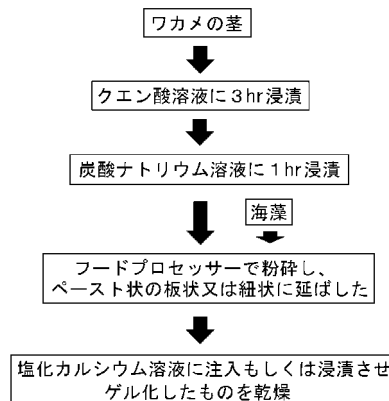 ワカメの茎
クエン酸溶液に3hr浸漬
炭酸ナトリウム溶液に1hr浸漬
海藻
フードプロセッサーで粉砕し、
ペースト状の板状又は紐状に延ばした
塩化カルシウム溶液に注入もしくは浸漬させ
ゲル化したものを乾燥